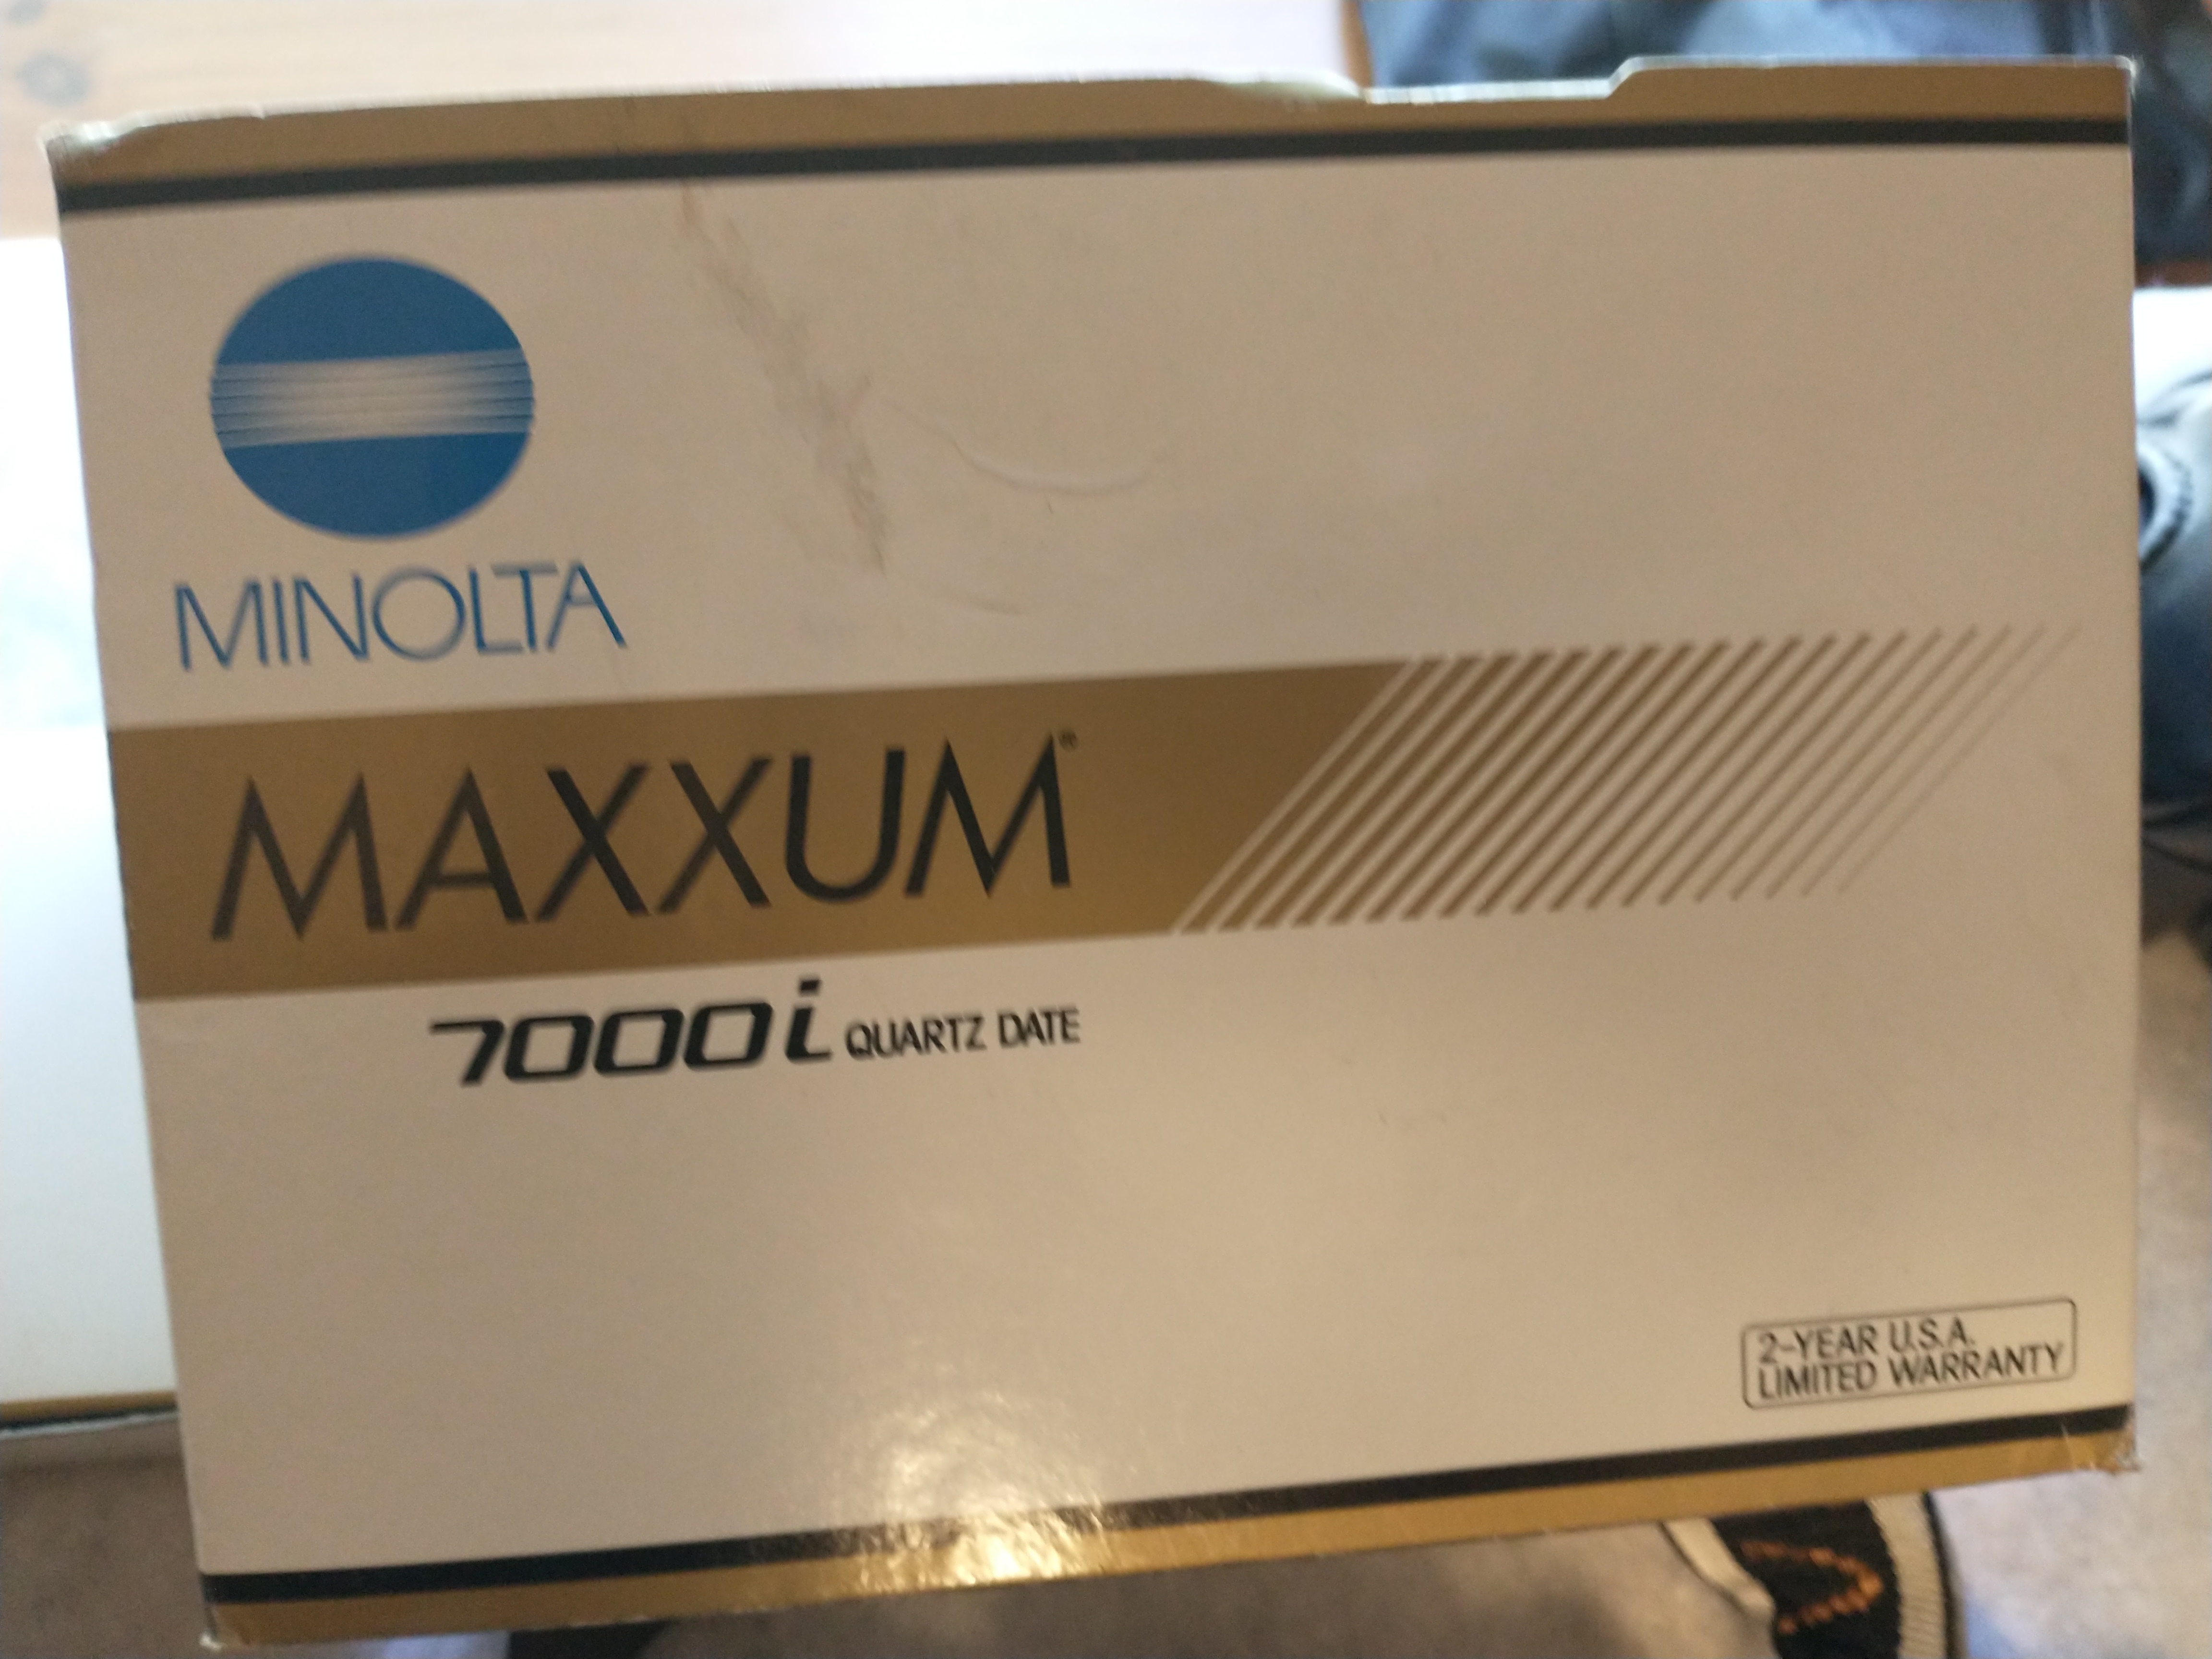 MINOLTA
MAXXUM®
7000i QUARTZ DATE
2-YEAR U.S.A.
LIMITED WARRANTY